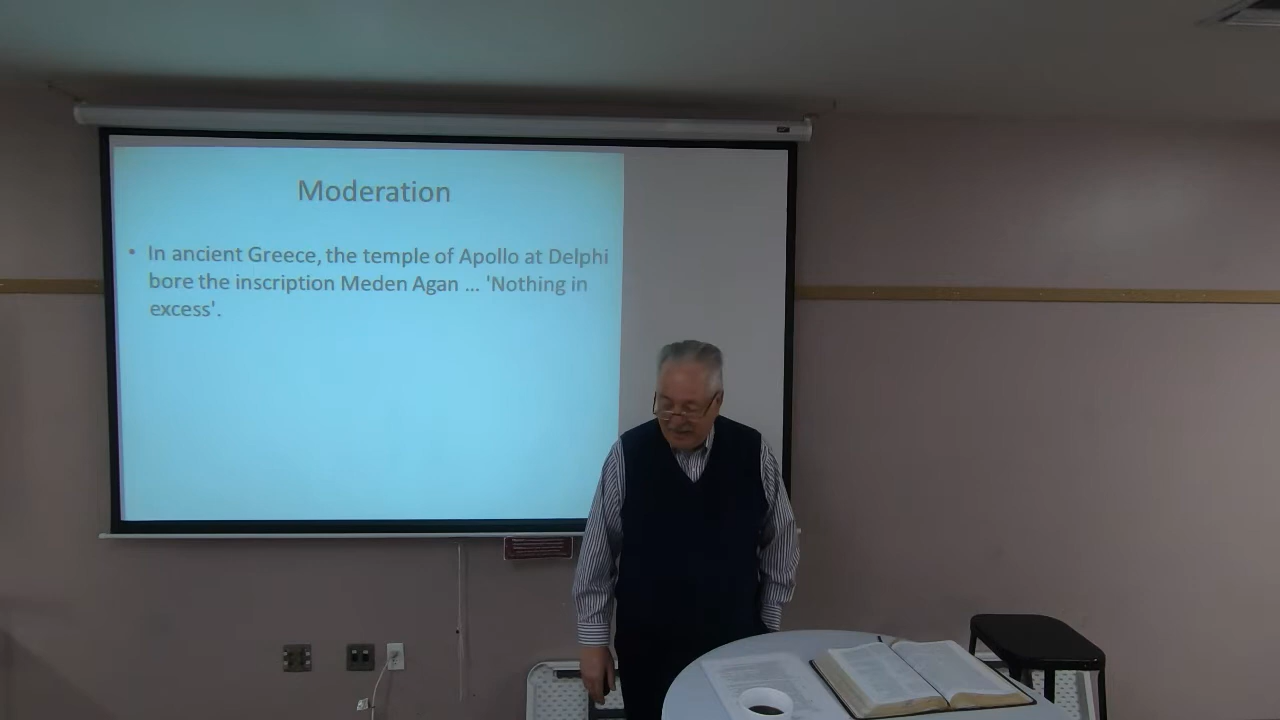 Moderation
• In ancient Greece, the temple of Apollo at Delphi
bore the inscription Meden Agan ... 'Nothing in
excess'.